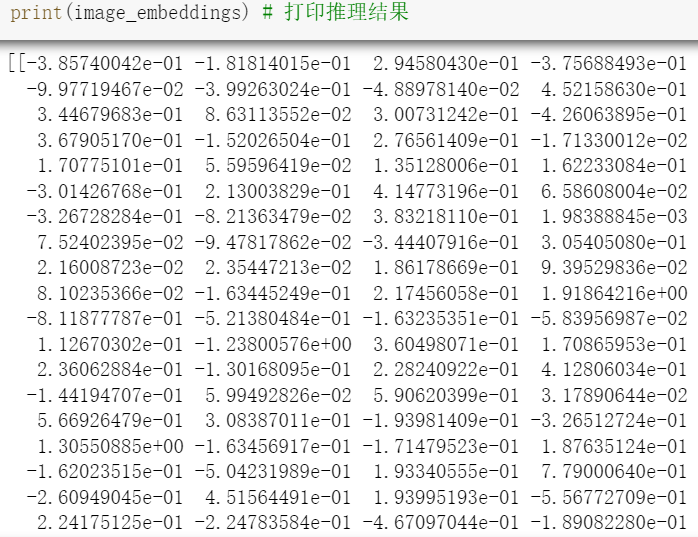 print(image_embeddings) # 打印推理结果
[[-3.85740042e-01 -1.81814015e-01 2.94580430e-01 -3.75688493e-01
-9.97719467e-02 -3.99263024e-01 -4.88978140e-02 4.52158630e-01
3.44679683e-01 8.63113552e-02 3.00731242e-01 -4.26063895e-01
3.67905170e-01 -1.52026504e-01 2.76561409e-01 -1.71330012e-02
1.70775101e-01 5.59596419e-02 1.35128006e-01 1.62233084e-01
-3.01426768e-01 2.13003829e-01 4.14773196e-01 6.58608004e-02
-3.26728284e-01 -8.21363479e-02 3.83218110e-01 1.98388845e-03
7.52402395e-02 -9.47817862e-02 -3.44407916e-01 3.05405080e-01
2.16008723e-02 2.35447213e-02 1.86178669e-01 9.39529836e-02
8.10235366e-02 -1.63445249e-01 2.17456058e-01 1.91864216e+00
-8.11877787e-01 -5.21380484e-01 -1.63235351e-01 -5.83956987e-02
1.12670302e-01 -1.23800576e+00 3.60498071e-01 1.70865953e-01
2.36062884e-01 -1.30168095e-01 2.28240922e-01 4.12806034e-01
-1.44194707e-01 5.99492826e-02 5.90620399e-01 3.17890644e-02
5.66926479e-01 3.08387011e-01 -1.93981409e-01 -3.26512724e-01
1.30550885e+00 -1.63456917e-01 -1.71479523e-01 1.87635124e-01
-1.62023515e-01 -5.04231989e-01 1.93340555e-01 7.79000640e-01
-2.60949045e-01 4.51564491e-01 1.93995193e-01 -5.56772709e-01
2.24175125e-01 -2.24783584e-01 -4.67097044e-01 -1.89082280e-01